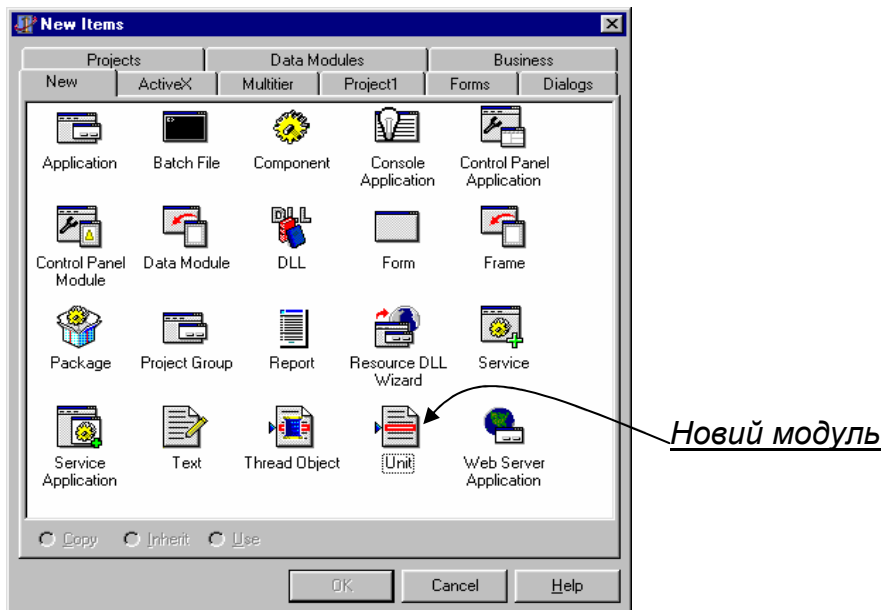 New Items
Projects Data Modules Business
New ActiveX Multitier Project1 Forms Dialogs
Application Batch File Component Console Application Control Panel Application
Control Panel Module Data Module DLL Form Frame
Package Project Group Report Resource DLL Wizard Service
Service Application Text Thread Object Unit Web Server Application
Новий модуль
Copy Inherit Use
OK Cancel Help